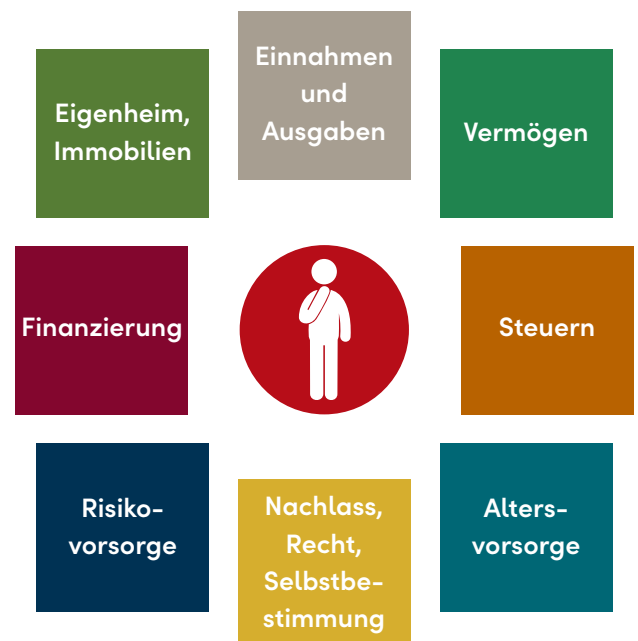 Einnahmen
und
Ausgaben
Eigenheim,
Immobilien
Vermögen
Finanzierung
Steuern
Risiko-
vorsorge
Nachlass,
Recht,
Selbstbe-
stimmung
Alters-
vorsorge